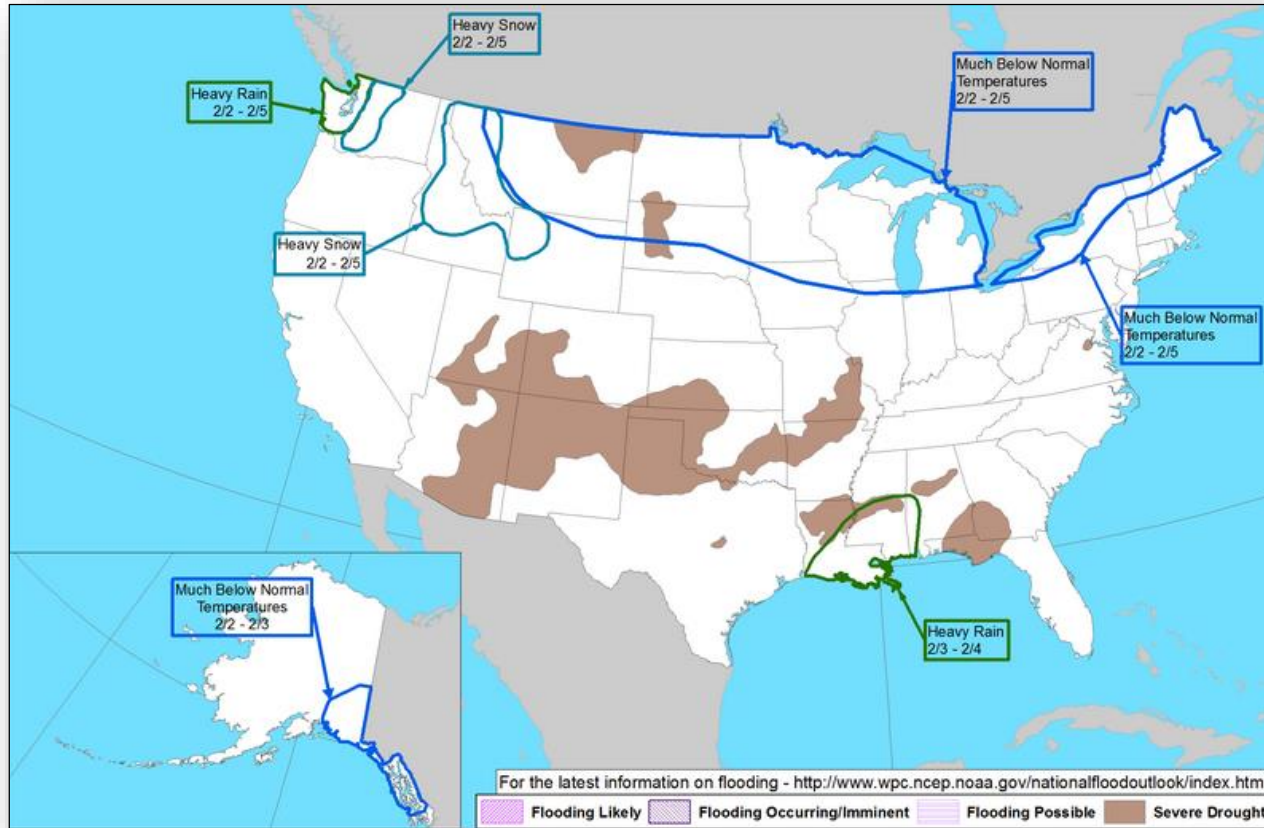 Heavy Snow
2/2 - 2/5
Heavy Rain
2/2 - 2/5
Much Below Normal
Temperatures
2/2 - 2/5
Heavy Snow
2/2 - 2/5
Much Below Normal
Temperatures
2/2 - 2/5
Much Below Normal
Temperatures
2/2 - 2/3
Heavy Rain
2/3 - 2/4
For the latest information on flooding - http://www.wpc.ncep.noaa.gov/nationalfloodoutlook/index.htm
Flooding Likely Flooding Occurring/Imminent Flooding Possible Severe Drought